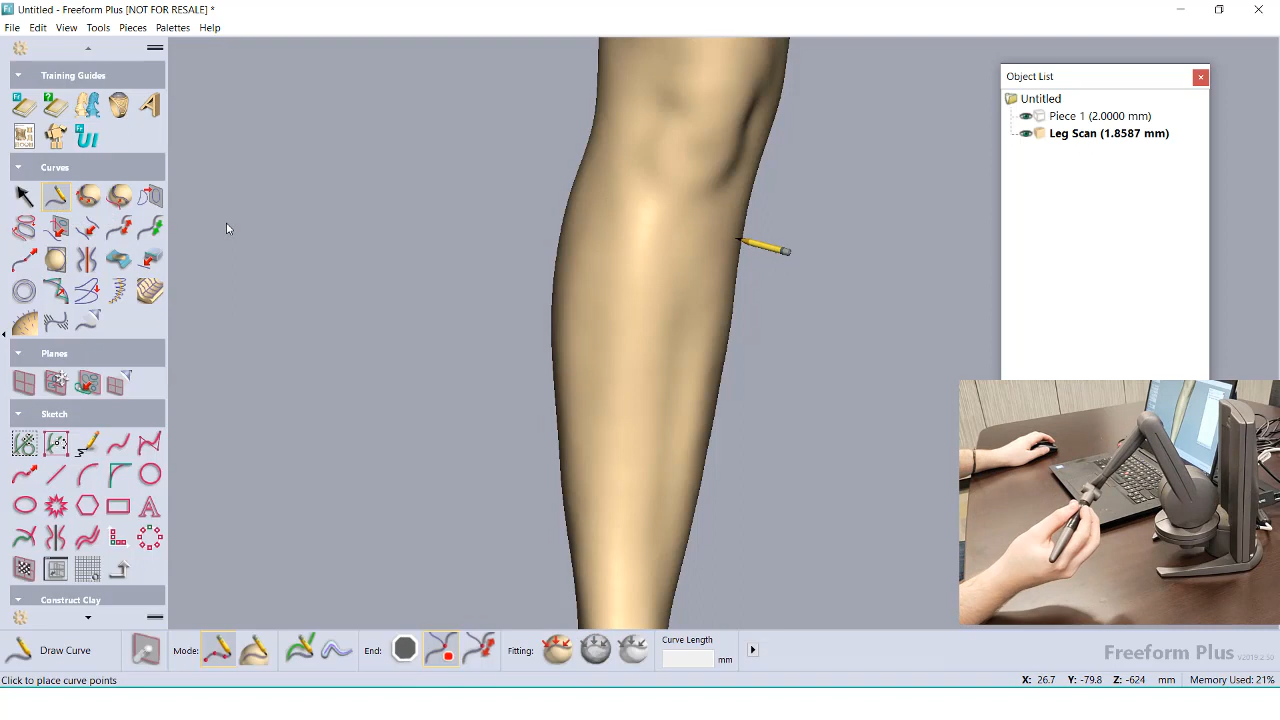 Untitled - Freeform Plus [NOT FOR RESALE] *
File Edit View Tools Pieces Palettes Help
Training Guides
Curves
Planes
Sketch
Construct Clay
Object List
Untitled
Piece 1 (2.0000 mm)
Leg Scan (1.8587 mm)
Draw Curve
Mode:
End:
Fitting:
Curve Length
mm
Freeform Plus v2019.2.50
Click to place curve points
X: 26.7 Y: -79.8 Z: -624 mm Memory Used: 21%